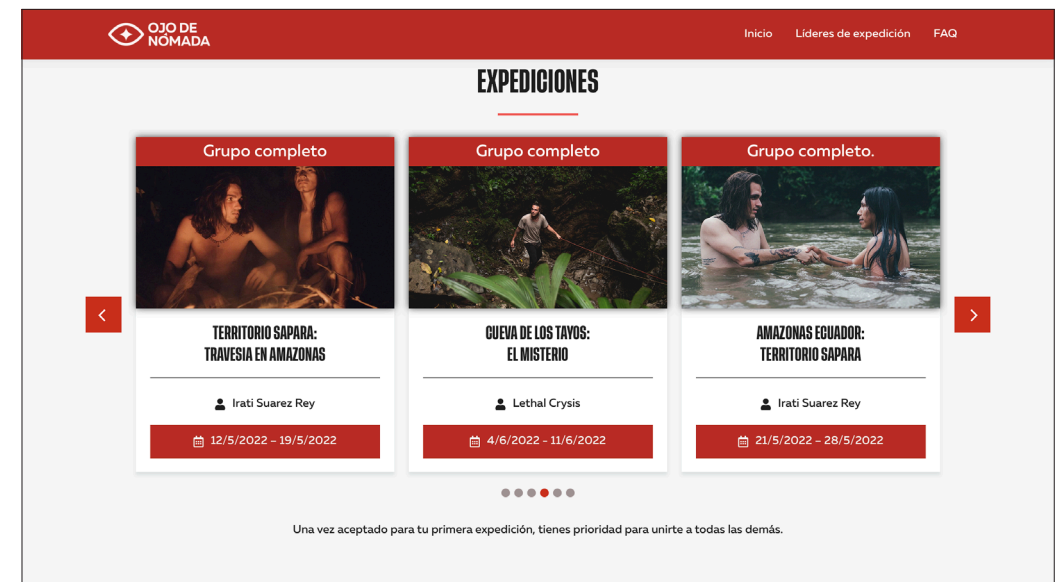 OJO DE
NÓMADA
Inicio Líderes de expedición FAQ
EXPEDICIONES
Grupo completo
TERRITORIO SAPARA:
TRAVESIA EN AMAZONAS
Irati Suarez Rey
12/5/2022 – 19/5/2022
Grupo completo
CUEVA DE LOS TAYOS:
EL MISTERIO
Lethal Crysis
4/6/2022 - 11/6/2022
Grupo completo.
AMAZONAS ECUADOR:
TERRITORIO SAPARA
Irati Suarez Rey
21/5/2022 – 28/5/2022
Una vez aceptado para tu primera expedición, tienes prioridad para unirte a todas las demás.